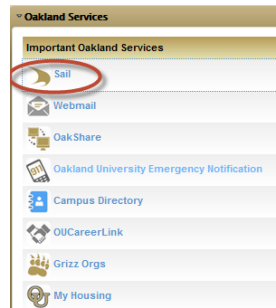 Oakland Services
Important Oakland Services
Sail
Webmail
OakShare
911
Oakland University Emergency Notification
Campus Directory
OUCareerLink
Grizz Orgs
My Housing